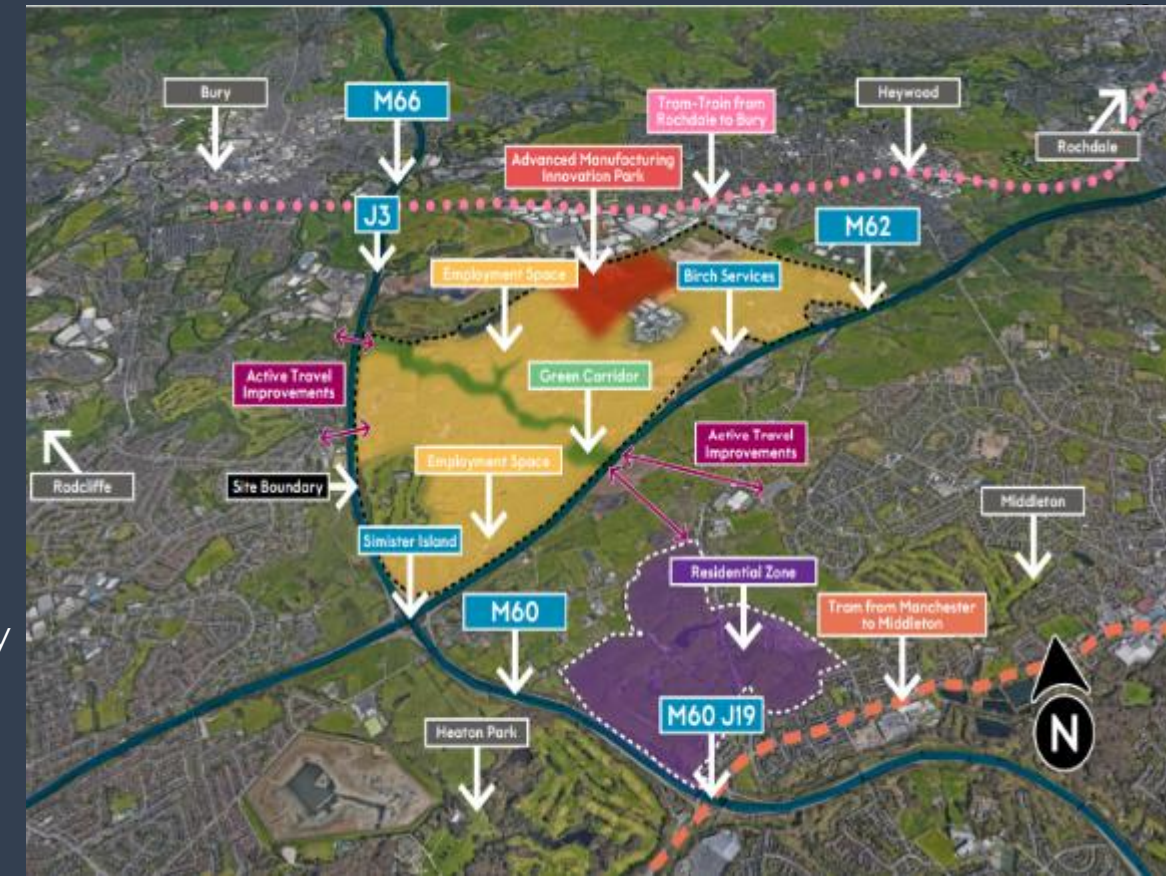 Bury
M66
Tram-Train from
Rochdale to Bury
Heywood
Rochdale
Advanced Manufacturing
Innovation Park
J3
M62
Employment Space
Birch Services
Active Travel
Improvements
Green Corridor
Radcliffe
Site Boundary
Employment Space
Active Travel
Improvements
Middleton
Simister Island
Residential Zone
M60
Tram from Manchester
to Middleton
M60 J19
Heaton Park
N